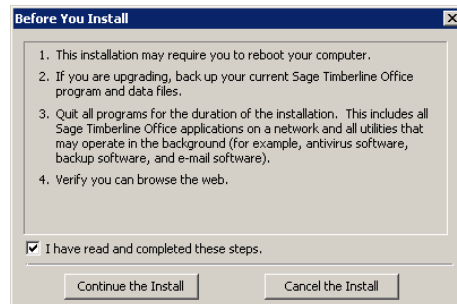 Before You Install
1. This installation may require you to reboot your computer.
2. If you are upgrading, back up your current Sage Timberline Office
program and data files.
3. Quit all programs for the duration of the installation. This includes all
Sage Timberline Office applications on a network and all utilities that
may operate in the background (for example, antivirus software,
backup software, and e-mail software).
4. Verify you can browse the web.
I have read and completed these steps.
Continue the Install
Cancel the Install